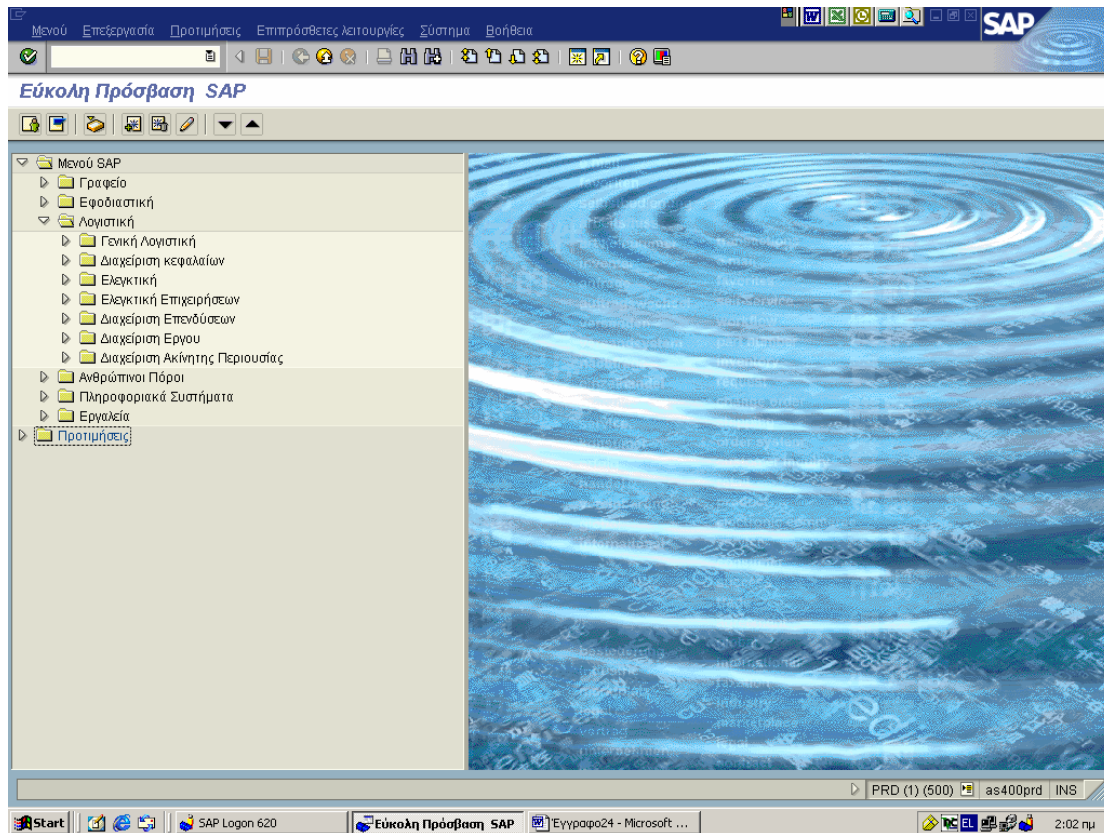 Μενού Επεξεργασία Προτιμήσεις Επιπρόσθετες λειτουργίες Σύστημα Βοήθεια
SAP
Εύκολη Πρόσβαση SAP
Μενού SAP
Γραφείο
Εφοδιαστική
Λογιστική
Γενική Λογιστική
Διαχείριση κεφαλαίων
Ελεγκτική
Ελεγκτική Επιχειρήσεων
Διαχείριση Επενδύσεων
Διαχείριση Εργου
Διαχείριση Ακίνητης Περιουσίας
Ανθρώπινοι Πόροι
Πληροφοριακά Συστήματα
Εργαλεία
Προτιμήσεις
PRD (1) (500) as400prd INS
Start SAP Logon 620 Εύκολη Πρόσβαση SAP Έγγραφο24 - Microsoft ... EL 2:02 πμ